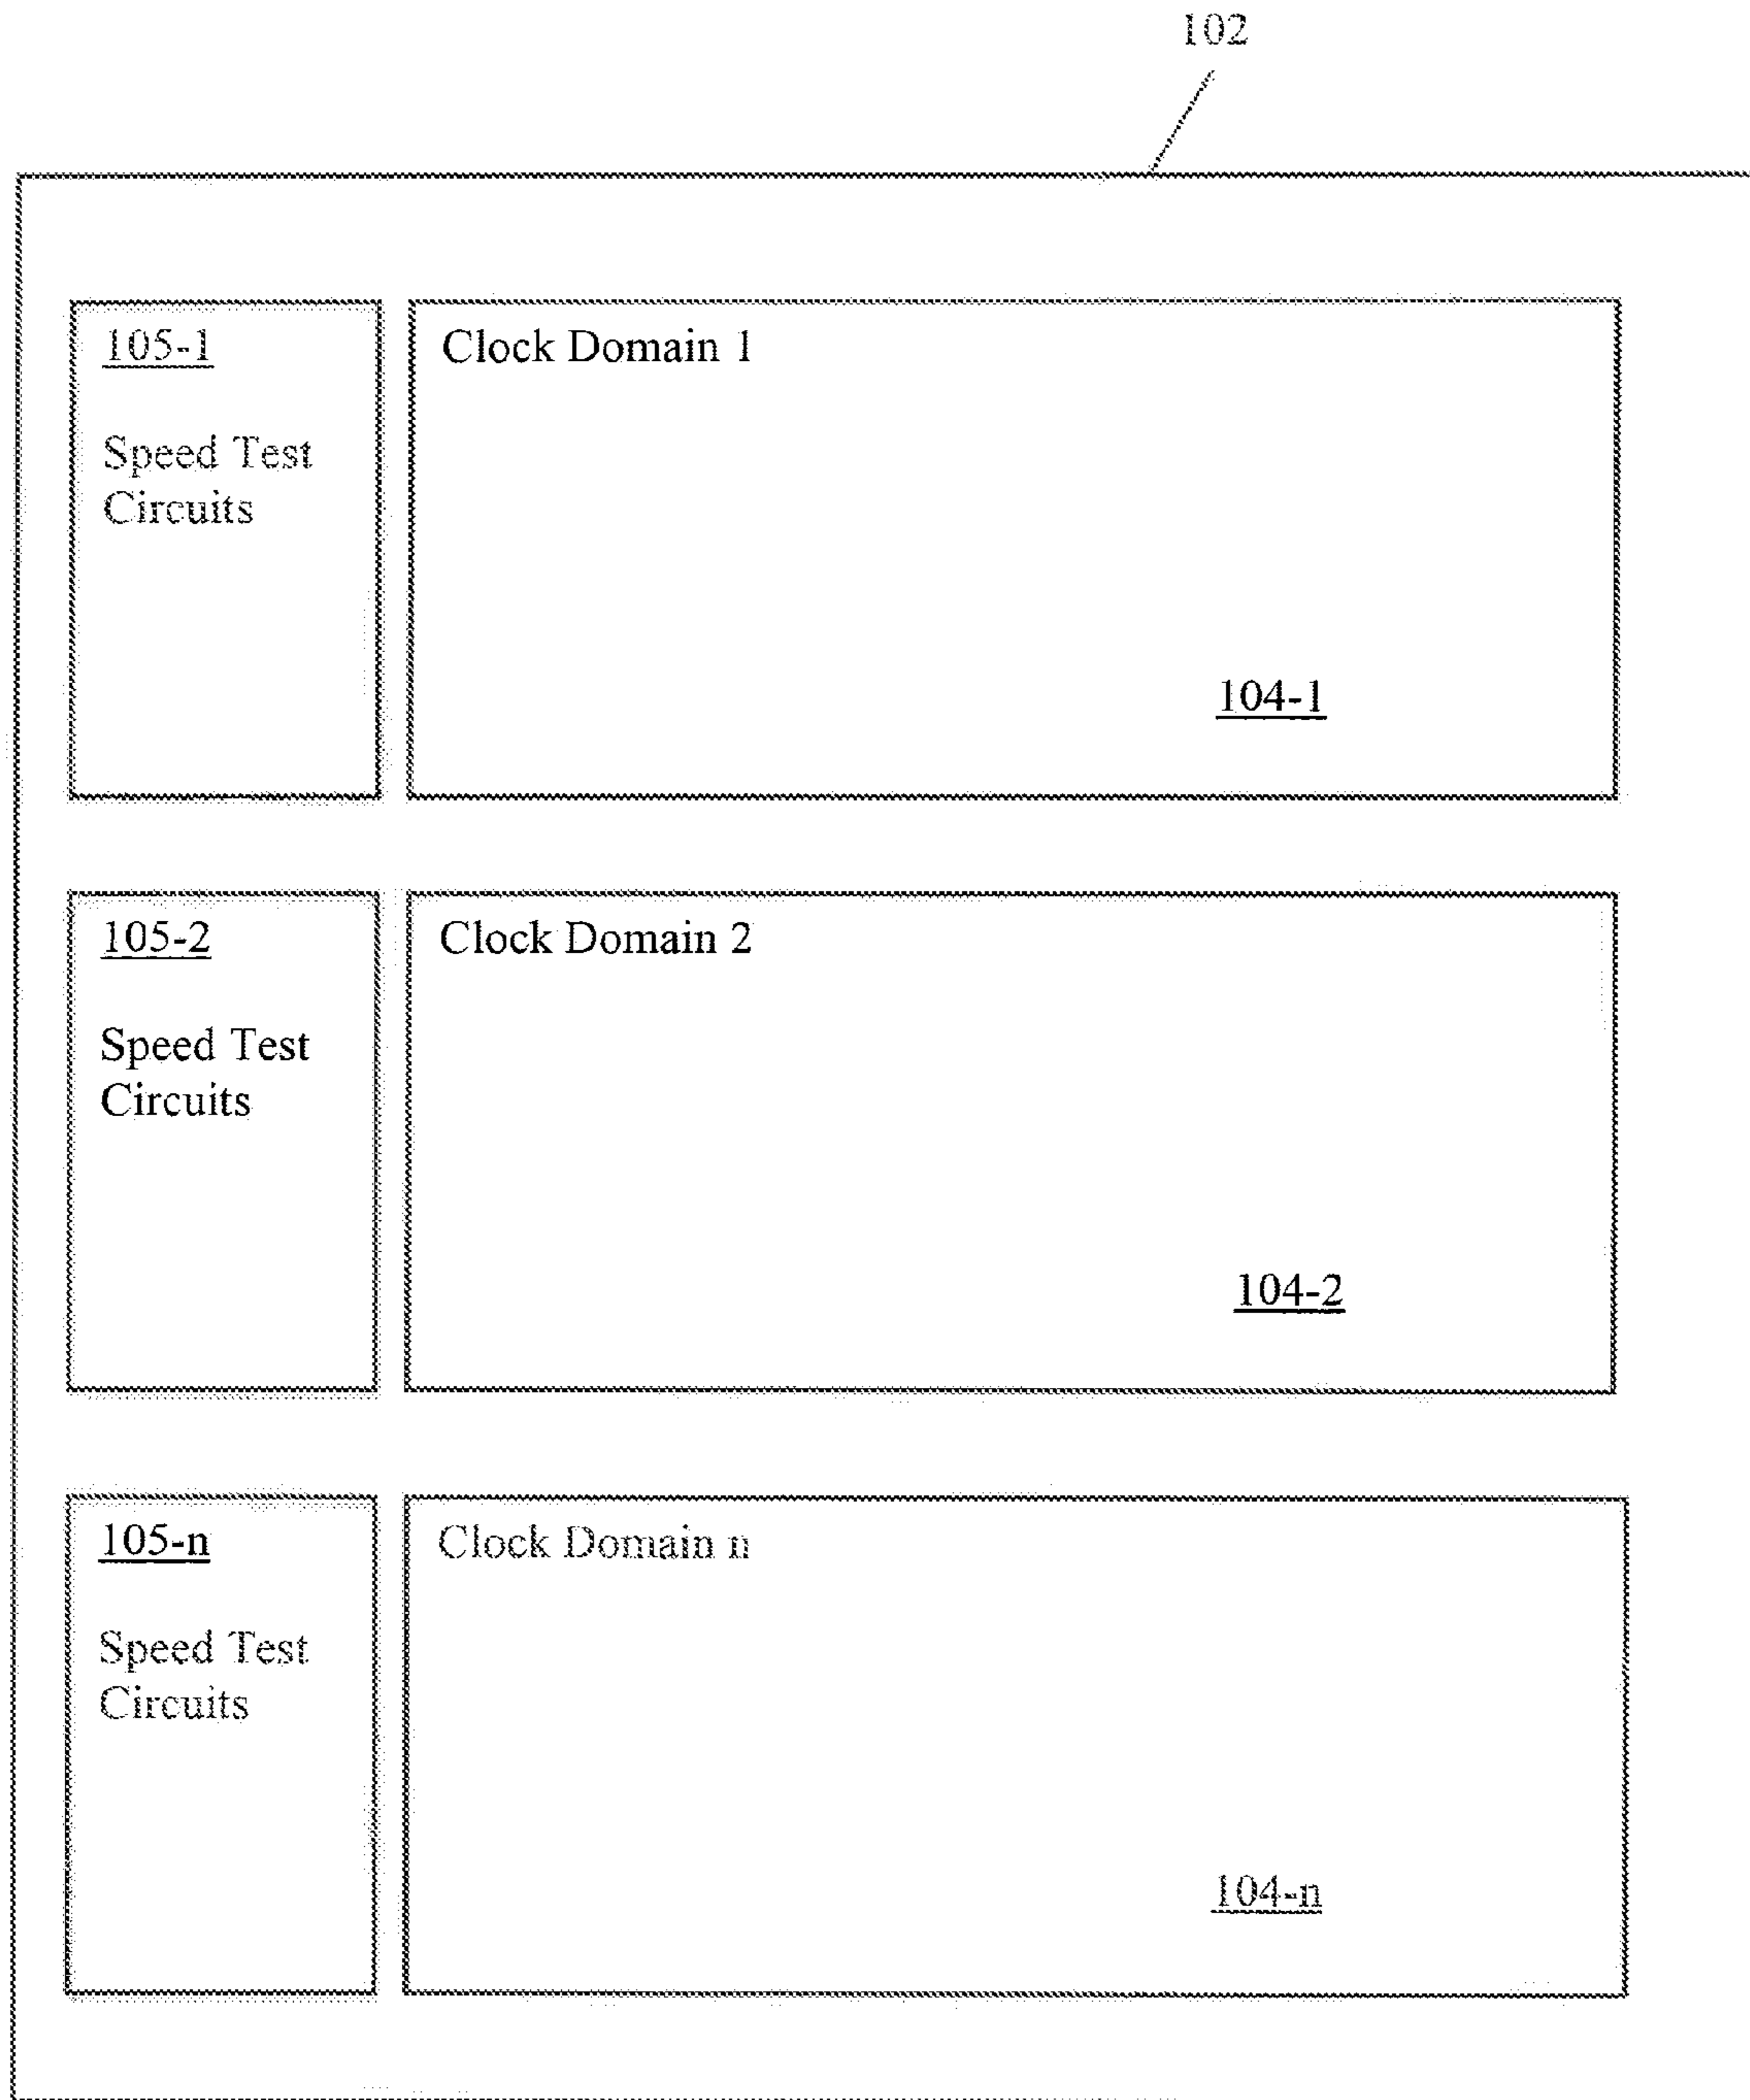 102
105-1
Speed Test
Circuits
Clock Domain 1
104-1
105-2
Speed Test
Circuits
Clock Domain 2
104-2
105-n
Speed Test
Circuits
Clock Domain n
104-n